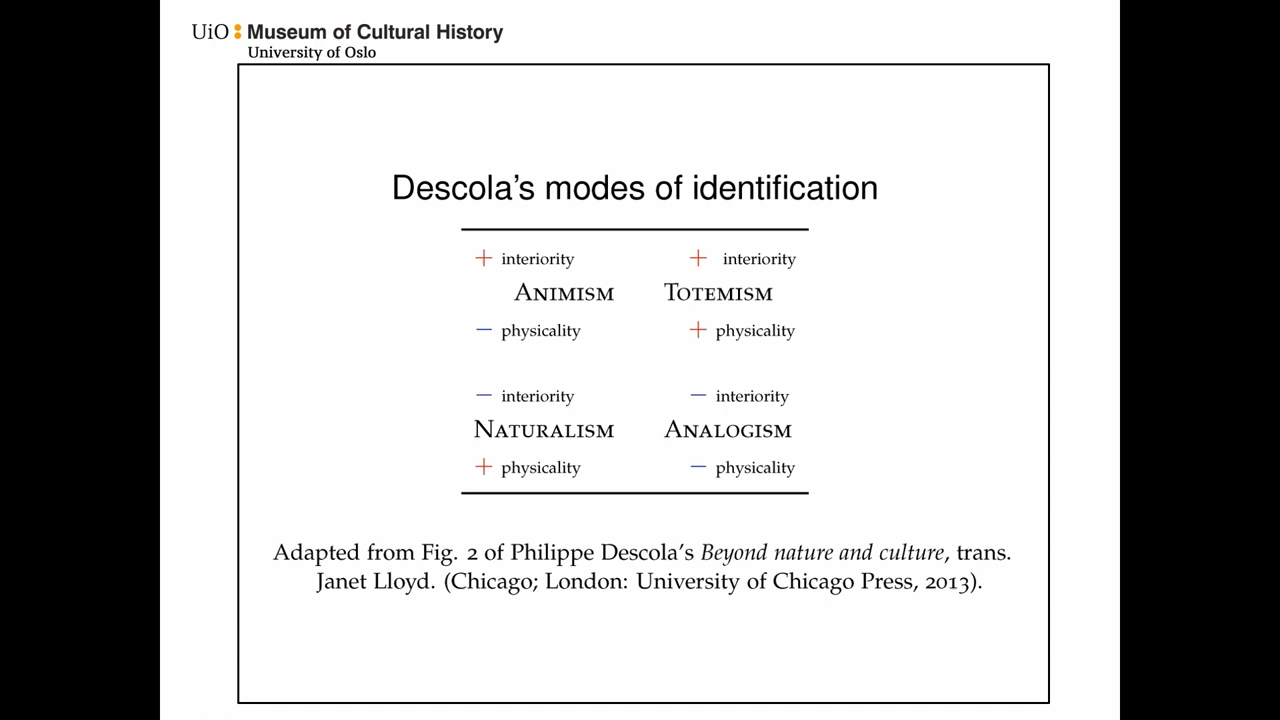 UiO Museum of Cultural History
University of Oslo
Descola's modes of identification
+ interiority + interiority
ANIMISM TOTEMISM
− physicality + physicality
− interiority − interiority
NATURALISM ANALOGISM
+ physicality − physicality
Adapted from Fig. 2 of Philippe Descola's Beyond nature and culture, trans.
Janet Lloyd. (Chicago; London: University of Chicago Press, 2013).